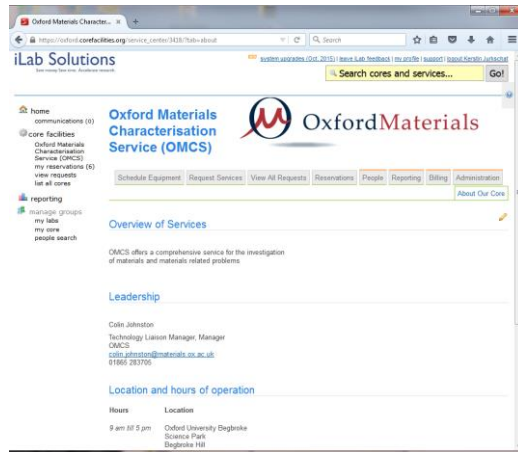 Oxford Materials Character...
https://oxford.corefacilities.org/service_center/3418/?tab=about
Search
iLab Solutions
system upgrades (Oct. 2015) | leave iLab feedback | my profile | support | logout Kerstin Jurkschat
Search cores and services... Go!
home
communications (0)
core facilities
Oxford Materials
Characterisation
Service (OMCS)
my reservations (6)
view requests
list all cores
reporting
manage groups
my labs
my core
people search
Oxford Materials
Characterisation
Service (OMCS)
OxfordMaterials
Schedule Equipment Request Services View All Requests Reservations People Reporting Billing Administration
About Our Core
Overview of Services
OMCS offers a comprehensive service for the investigation
of materials and materials related problems
Leadership
Colin Johnston
Technology Liaison Manager, Manager
OMCS
colin.johnston@materials.ox.ac.uk
01865 283705
Location and hours of operation
Hours Location
9 am till 5 pm Oxford University Begbroke
Science Park
Begbroke Hill